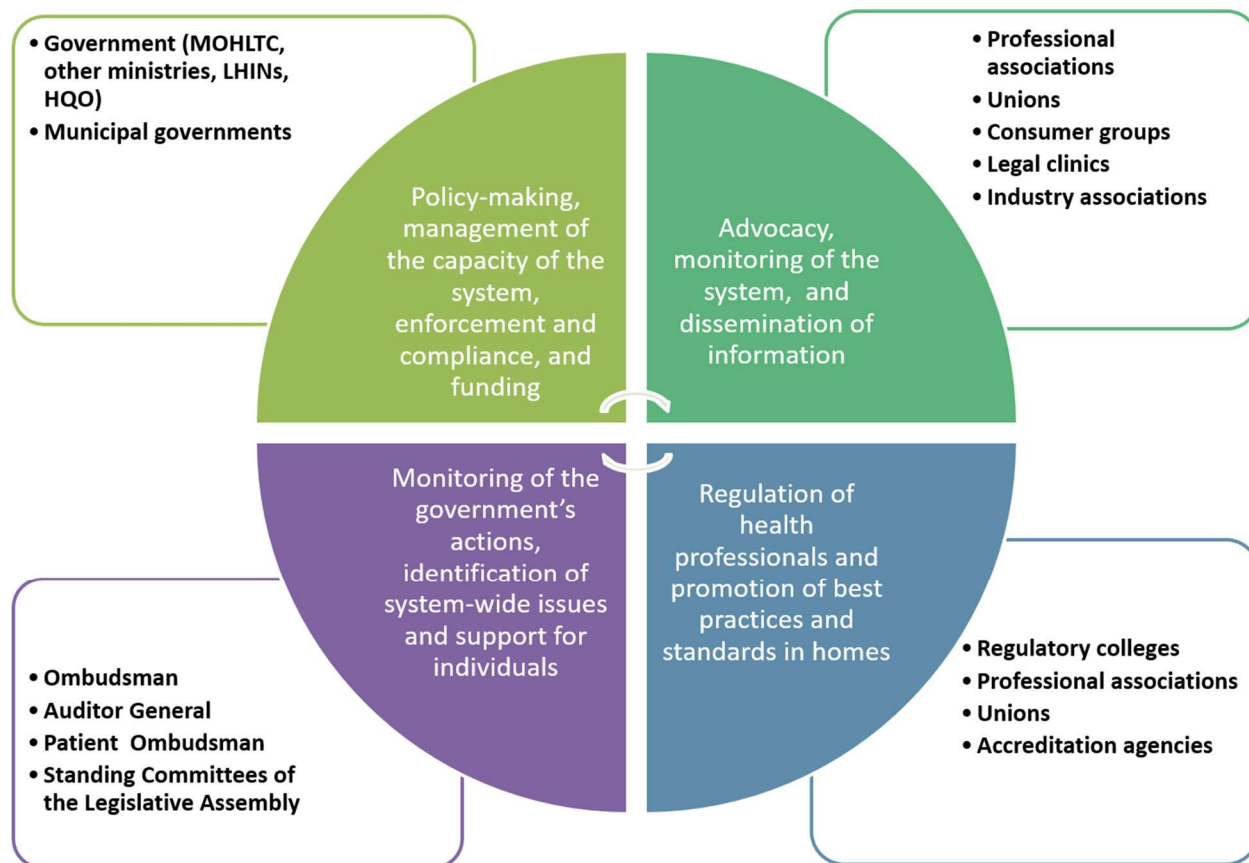 • Government (MOHLTC,
other ministries, LHINs,
HQO)
• Municipal governments
• Professional
associations
• Unions
• Consumer groups
• Legal clinics
• Industry associations
Policy-making,
management of
the capacity of the
system,
enforcement and
compliance, and
funding
Advocacy,
monitoring of the
system, and
dissemination of
information
Monitoring of the
government’s
actions,
identification of
system-wide issues
and support for
individuals
Regulation of
health
professionals and
promotion of best
practices and
standards in homes
• Ombudsman
• Auditor General
• Patient Ombudsman
• Standing Committees of
the Legislative Assembly
• Regulatory colleges
• Professional associations
• Unions
• Accreditation agencies